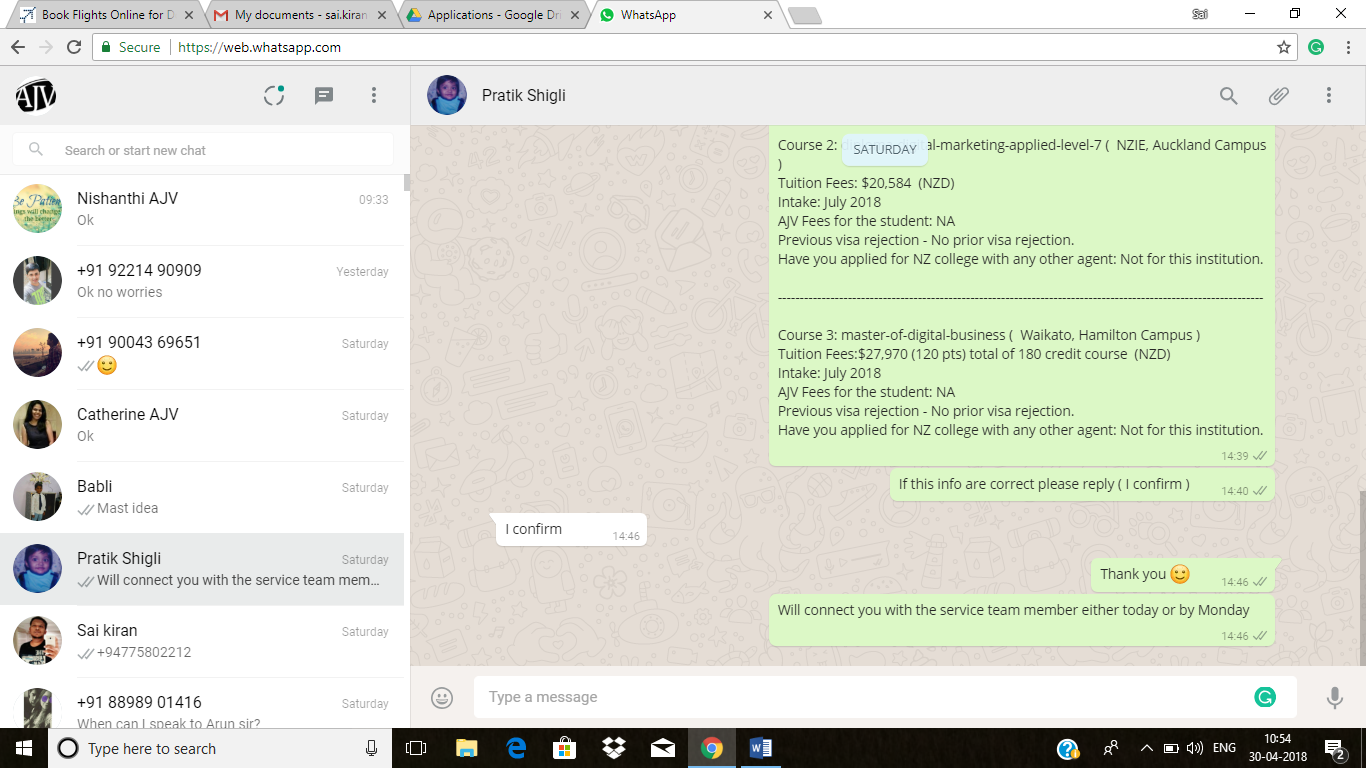 Book Flights Online for D
My documents - sai.kiran
Applications - Google Dri
WhatsApp
Sai
Secure
https://web.whatsapp.com
AJV
Pratik Shigli
Search or start new chat
Nishanthi AJV
09:33
Ok
+91 92214 90909
Yesterday
Ok no worries
+91 90043 69651
Saturday
Catherine AJV
Saturday
Ok
Babli
Saturday
Mast idea
Pratik Shigli
Saturday
Will connect you with the service team mem...
Sai kiran
Saturday
+94775802212
+91 88989 01416
Saturday
When can I speak to Arun sir?
SATURDAY
Course 2: al-marketing-applied-level-7 (  NZIE, Auckland Campus
)
Tuition Fees: $20,584  (NZD)
Intake: July 2018
AJV Fees for the student: NA
Previous visa rejection - No prior visa rejection.
Have you applied for NZ college with any other agent: Not for this institution.
--------------------------------------------------------------------------------------------------------------
Course 3: master-of-digital-business (  Waikato, Hamilton Campus )
Tuition Fees:$27,970 (120 pts) total of 180 credit course  (NZD)
Intake: July 2018
AJV Fees for the student: NA
Previous visa rejection - No prior visa rejection.
Have you applied for NZ college with any other agent: Not for this institution.
14:39
If this info are correct please reply ( I confirm )
14:40
I confirm
14:46
Thank you 🙂
14:46
Will connect you with the service team member either today or by Monday
14:46
Type a message
Type here to search
ENG
10:54
30-04-2018
2